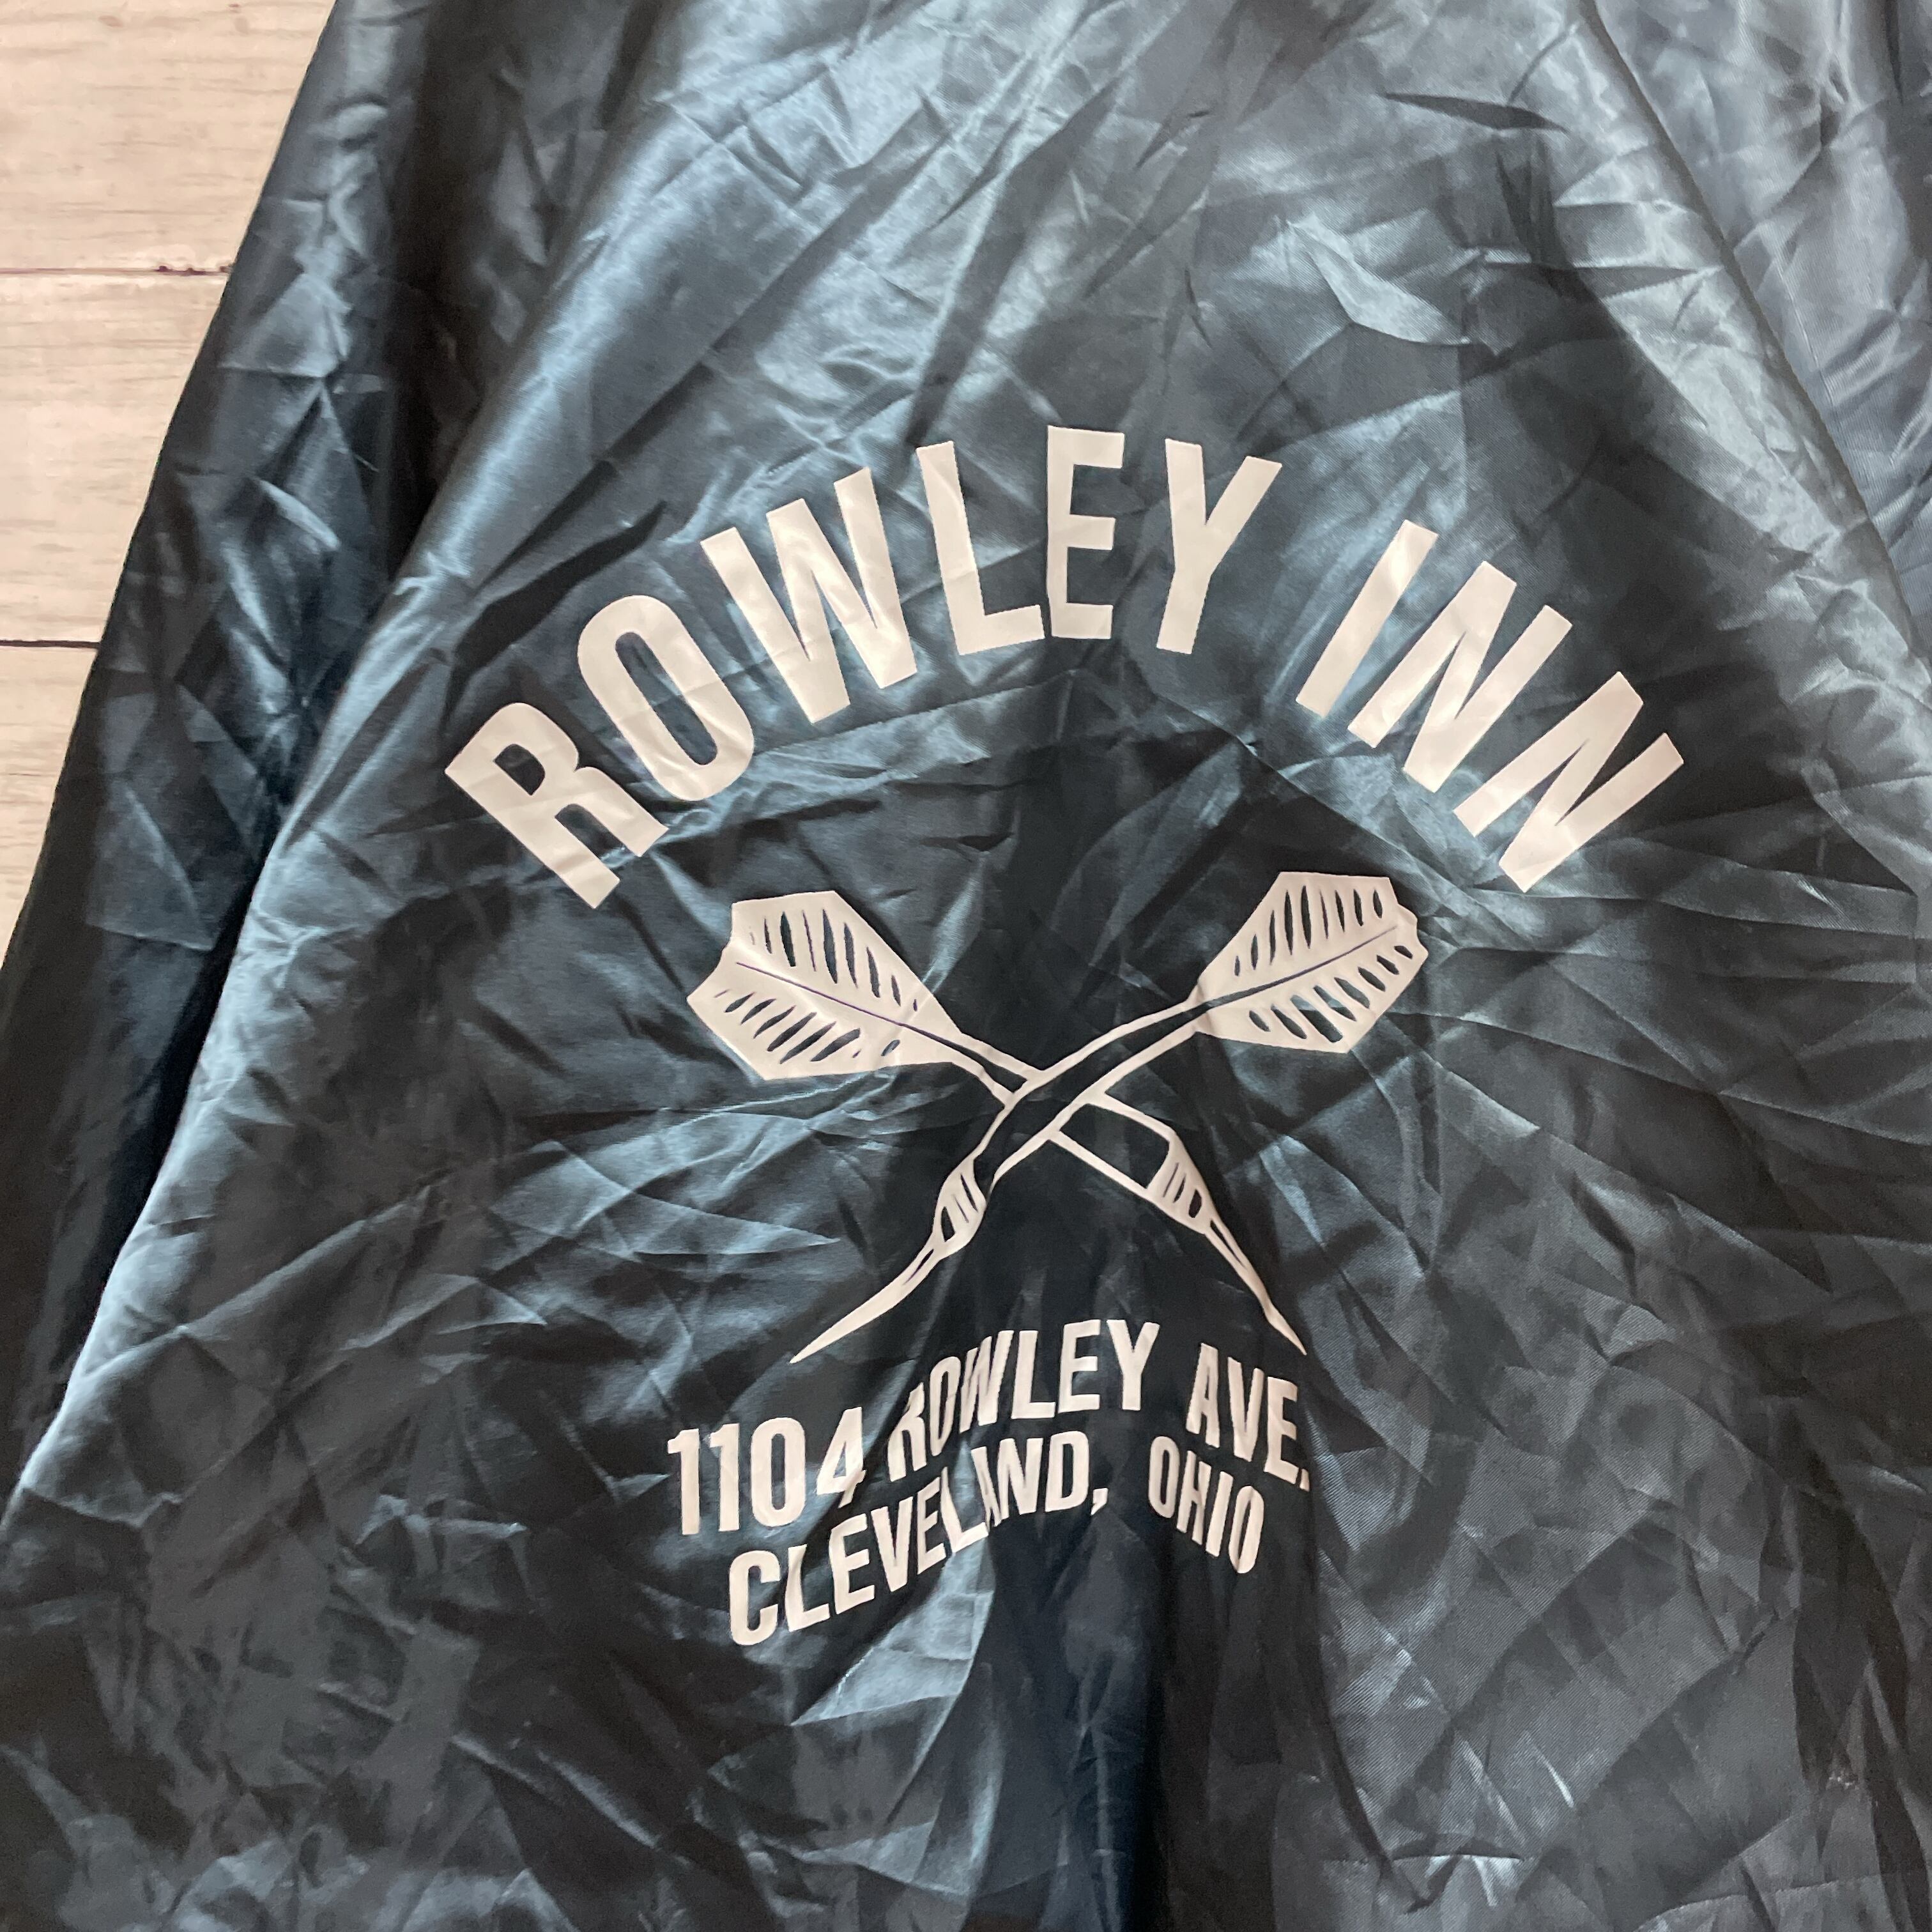 ROWLEY INN
1104 ROWLEY AVE.
CLEVELAND, OHIO